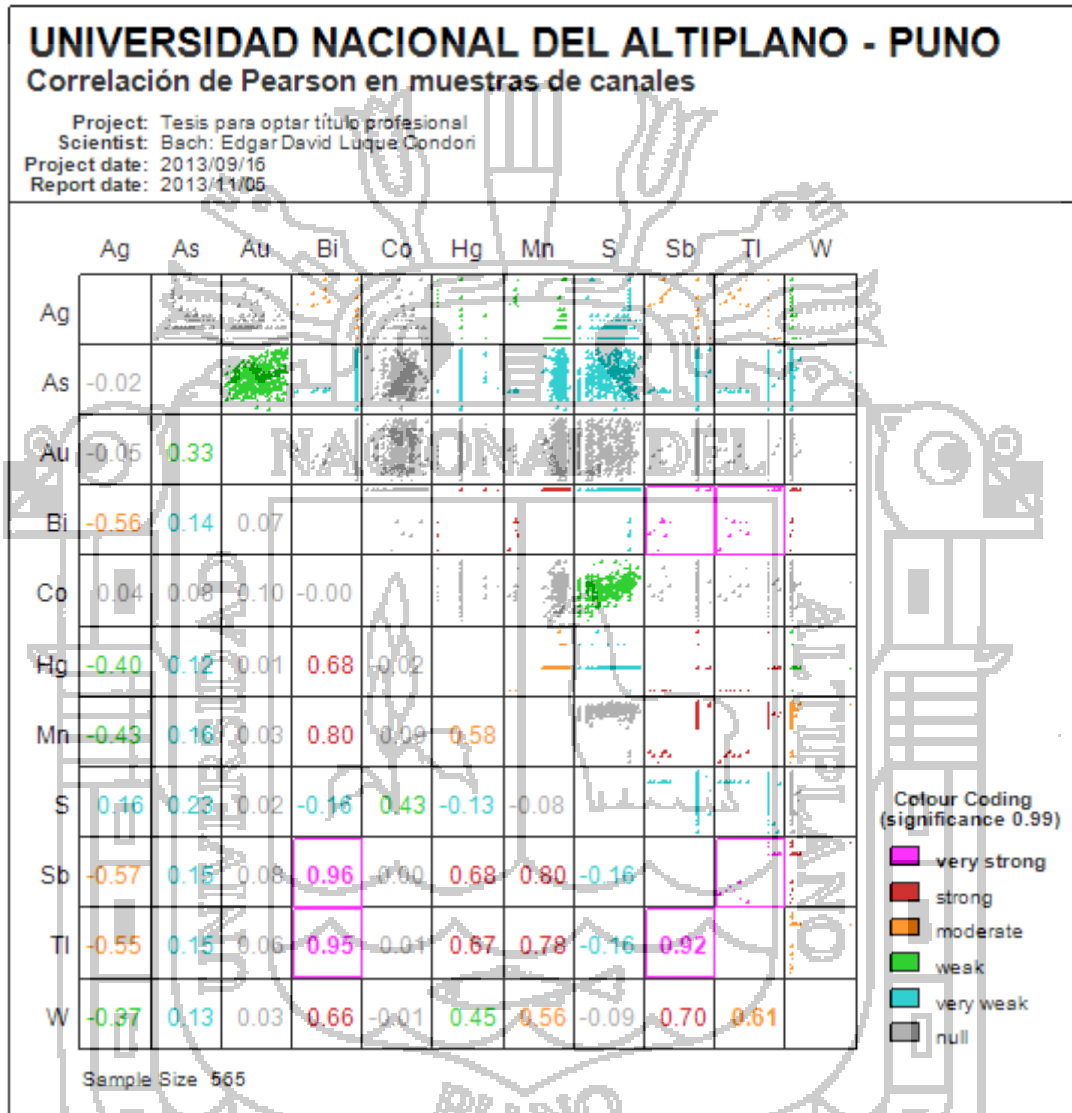 UNIVERSIDAD NACIONAL DEL ALTIPLANO - PUNO
Correlación de Pearson en muestras de canales
Project: Tesis para optar título profesional
Scientist: Bach: Edgar David Luque Condori
Project date: 2013/09/16
Report date: 2013/11/05
Ag As Au Bi Co Hg Mn S Sb Tl W
Ag
As -0.02
Au -0.05 0.33
NACIONAL DEL
Bi -0.56 0.14 0.07
Co 0.04 0.08 0.10 -0.00
Hg -0.40 0.12 0.01 0.68 -0.02
Mn -0.43 0.16 0.03 0.80 -0.09 0.58
S 0.16 0.23 0.02 -0.16 0.43 -0.13 -0.08
Sb -0.57 0.15 0.08 0.96 -0.00 0.68 0.80 -0.16
Tl -0.55 0.15 0.06 0.95 -0.01 0.67 0.78 -0.16 0.92
W -0.37 0.13 0.03 0.66 -0.01 0.45 0.56 -0.09 0.70 0.61
UNIVERSIDAD
ALTIPLANO
Colour Coding
(significance 0.99)
very strong
strong
moderate
weak
very weak
null
Sample Size 565